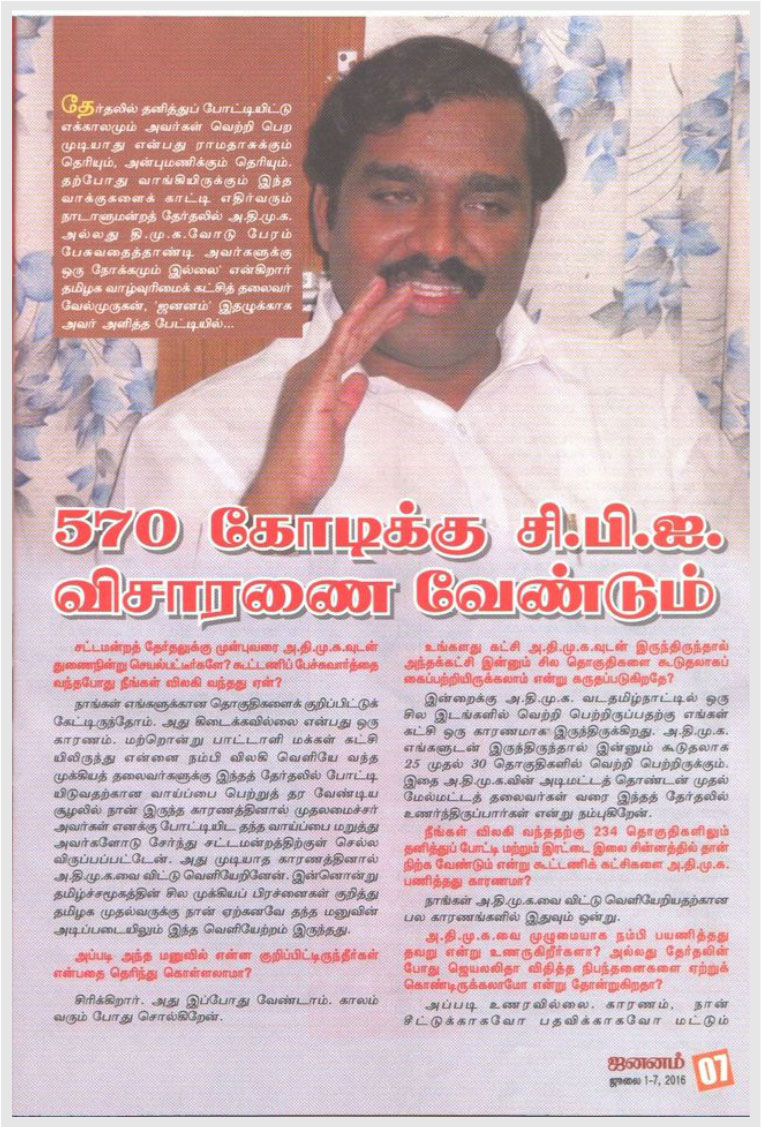 தேர்தலில் தனித்துப் போட்டியிட்டு
எக்காலமும் அவர்கள் வெற்றி பெற
முடியாது என்பது ராமதாசுக்கும்
தெரியும், அன்புமணிக்கும் தெரியும்.
தற்போது வாங்கியிருக்கும் இந்த
வாக்குகளைக் காட்டி எதிர்வரும்
நாடாளுமன்றத் தேர்தலில் அ.தி.மு.க.
அல்லது தி.மு.க.வோடு பேரம்
பேசுவதைத்தாண்டி அவர்களுக்கு
ஒரு நோக்கமும் இல்லை' என்கிறார்
தமிழக வாழ்வுரிமைக் கட்சித் தலைவர்
வேல்முருகன், 'ஜனனம்' இதழுக்காக
அவர் அளித்த பேட்டியில்...
570 கோடிக்கு சி.பி.ஐ.
விசாரணை வேண்டும்
சட்டமன்றத் தேர்தலுக்கு முன்புவரை அ.தி.மு.க.வுடன்
துணைநின்று செயல்பட்டீர்களே? கூட்டணிப் பேச்சுவார்த்தை
வந்தபோது நீங்கள் விலகி வந்தது ஏன்?
நாங்கள் எங்களுக்கான தொகுதிகளைக் குறிப்பிட்டுக்
கேட்டிருந்தோம். அது கிடைக்கவில்லை என்பது ஒரு
காரணம். மற்றொன்று பாட்டாளி மக்கள் கட்சி
யிலிருந்து என்னை நம்பி விலகி வெளியே வந்த
முக்கியத் தலைவர்களுக்கு இந்தத் தேர்தலில் போட்டி
யிடுவதற்கான வாய்ப்பை பெற்றுத் தர வேண்டிய
சூழலில் நான் இருந்த காரணத்தினால் முதலமைச்சர்
அவர்கள் எனக்கு போட்டியிட தந்த வாய்ப்பை மறுத்து
அவர்களோடு சேர்ந்து சட்டமன்றத்திற்குள் செல்ல
விருப்பப்பட்டேன். அது முடியாத காரணத்தினால்
அ.தி.மு.க.வை விட்டு வெளியேறினேன். இன்னொன்று
தமிழ்ச்சமூகத்தின் சில முக்கியப் பிரச்னைகள் குறித்து
தமிழக முதல்வருக்கு நான் ஏற்கனவே தந்த மனுவின்
அடிப்படையிலும் இந்த வெளியேற்றம் இருந்தது.
அப்படி அந்த மனுவில் என்ன குறிப்பிட்டிருந்தீர்கள்
என்பதை தெரிந்து கொள்ளலாமா?
சிரிக்கிறார். அது இப்போது வேண்டாம். காலம்
வரும் போது சொல்கிறேன்.
உங்களது கட்சி அ.தி.மு.க.வுடன் இருந்திருந்தால்
அந்தக்கட்சி இன்னும் சில தொகுதிகளை கூடுதலாகப்
கைப்பற்றியிருக்கலாம் என்று கருதப்படுகிறதே?
இன்றைக்கு அ.தி.மு.க. வடதமிழ்நாட்டில் ஒரு
சில இடங்களில் வெற்றி பெற்றிருப்பதற்கு எங்கள்
கட்சி ஒரு காரணமாக இருந்திருக்கிறது. அ.தி.மு.க.
எங்களுடன் இருந்திருந்தால் இன்னும் கூடுதலாக
25 முதல் 30 தொகுதிகளில் வெற்றி பெற்றிருக்கும்.
இதை அ.தி.மு.க.வின் அடிமட்டத் தொண்டன் முதல்
மேல்மட்டத் தலைவர்கள் வரை இந்தத் தேர்தலில்
உணர்ந்திருப்பார்கள் என்று நம்புகிறேன்.
நீங்கள் விலகி வந்ததற்கு 234 தொகுதிகளிலும்
தனித்துப் போட்டி மற்றும் இரட்டை இலை சின்னத்தில் தான்
நிற்க வேண்டும் என்று கூட்டணிக் கட்சிகளை அ.தி.மு.க.
பணித்தது காரணமா?
நாங்கள் அ.தி.மு.க.வை விட்டு வெளியேறியதற்கான
பல காரணங்களில் இதுவும் ஒன்று.
அ.தி.மு.க.வை முழுமையாக நம்பி பயணித்தது
தவறு என்று உணருகிறீர்களா? அல்லது தேர்தலின்
போது ஜெயலலிதா விதித்த நிபந்தனைகளை ஏற்றுக்
கொண்டிருக்கலாமோ என்று தோன்றுகிறதா?
அப்படி உணரவில்லை. காரணம், நான்
சீட்டுக்காகவோ பதவிக்காகவோ மட்டும்
ஜனனம்
ஜூலை 1-7, 2016
07